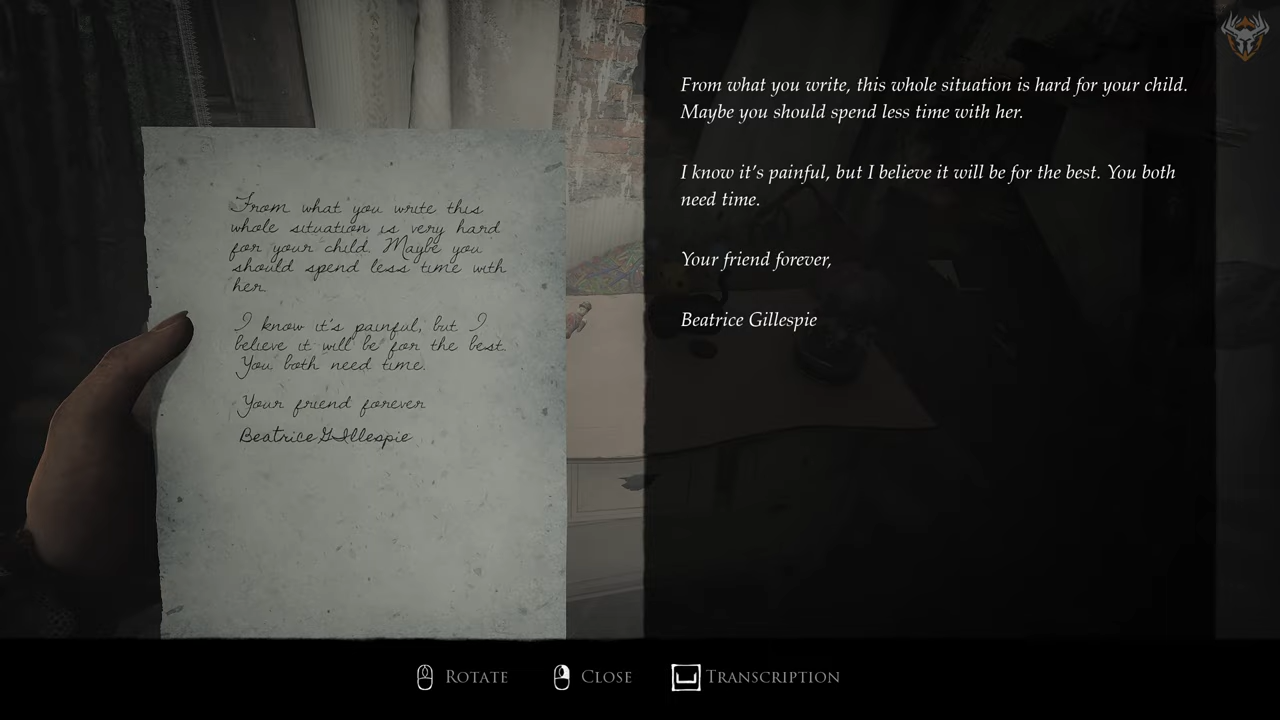 From what you write this
whole situation is very hard
for your child. Maybe you
should spend less time with
her.
I know it's painful, but I
believe it will be for the best.
You both need time.
Your friend forever
Beatrice Gillespie
From what you write, this whole situation is hard for your child.
Maybe you should spend less time with her.
I know it's painful, but I believe it will be for the best. You both
need time.
Your friend forever,
Beatrice Gillespie
ROTATE
CLOSE
TRANSCRIPTION